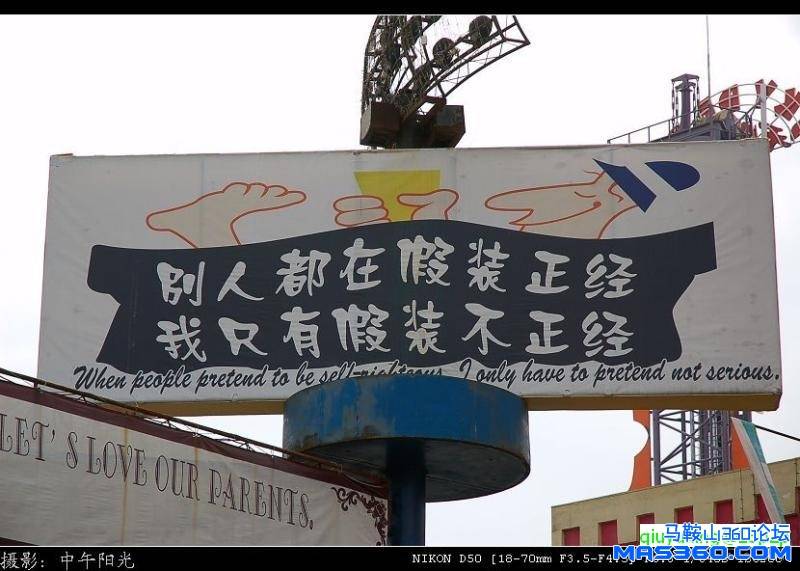 别人都在假装正经
我只有假装不正经
When people pretend to be self-righteous, I only have to pretend not serious.
LET'S LOVE OUR PARENTS.
马鞍山360论坛
MAS360.COM
摄影: 中午阳光
NIKON D50 [18-70mm F3.5-F4.5]